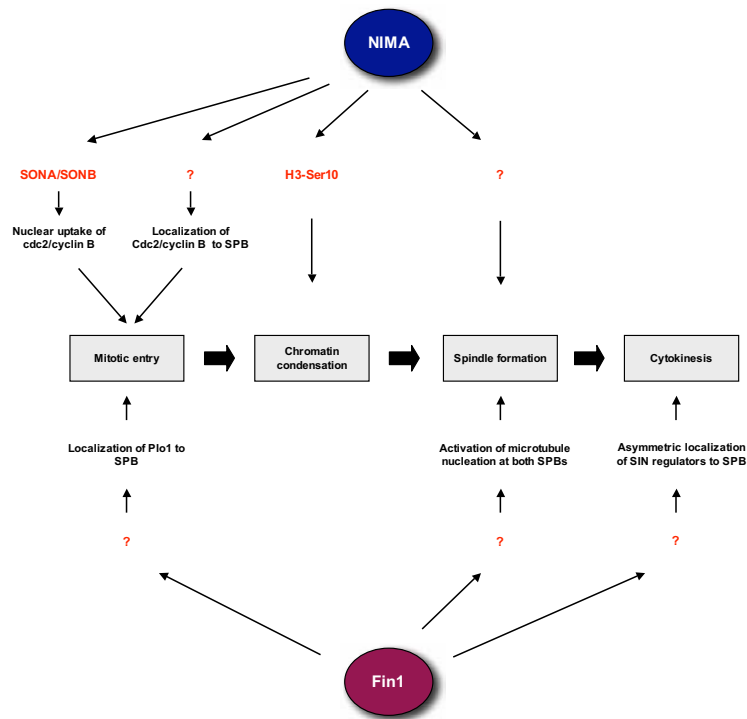 NIMA
SONA/SONB
?
H3-Ser10
?
Nuclear uptake of
cdc2/cyclin B
Localization of
Cdc2/cyclin B to SPB
Mitotic entry
Chromatin
condensation
Spindle formation
Cytokinesis
Localization of Plo1 to
SPB
Activation of microtubule
nucleation at both SPBs
Asymmetric localization
of SIN regulators to SPB
?
?
?
Fin1